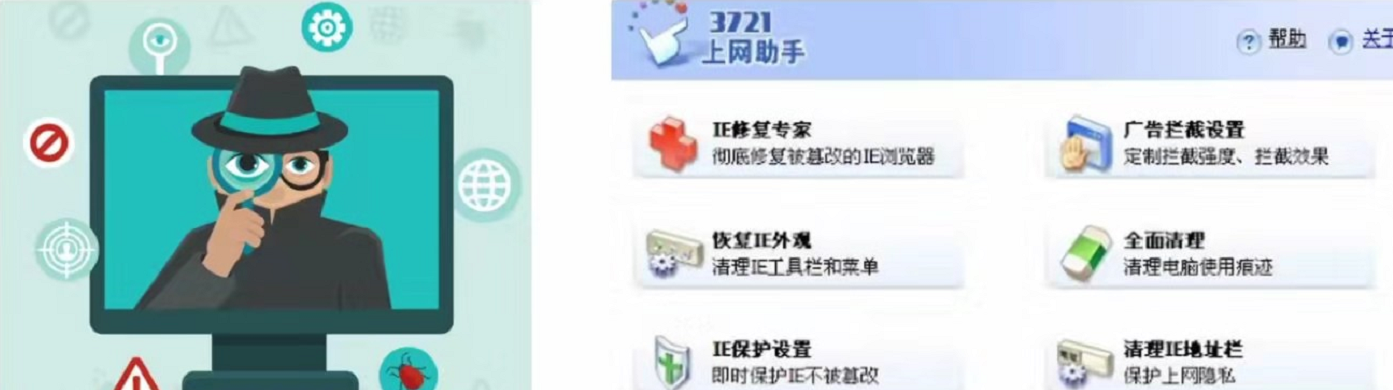 3721
上网助手
帮助
关于
IE修复专家
彻底修复被篡改的IE浏览器
广告拦截设置
定制拦截强度、拦截效果
恢复IE外观
清理IE工具栏和菜单
全面清理
清理电脑使用痕迹
IE保护设置
即时保护IE不被篡改
清理IE地址栏
保护上网隐私